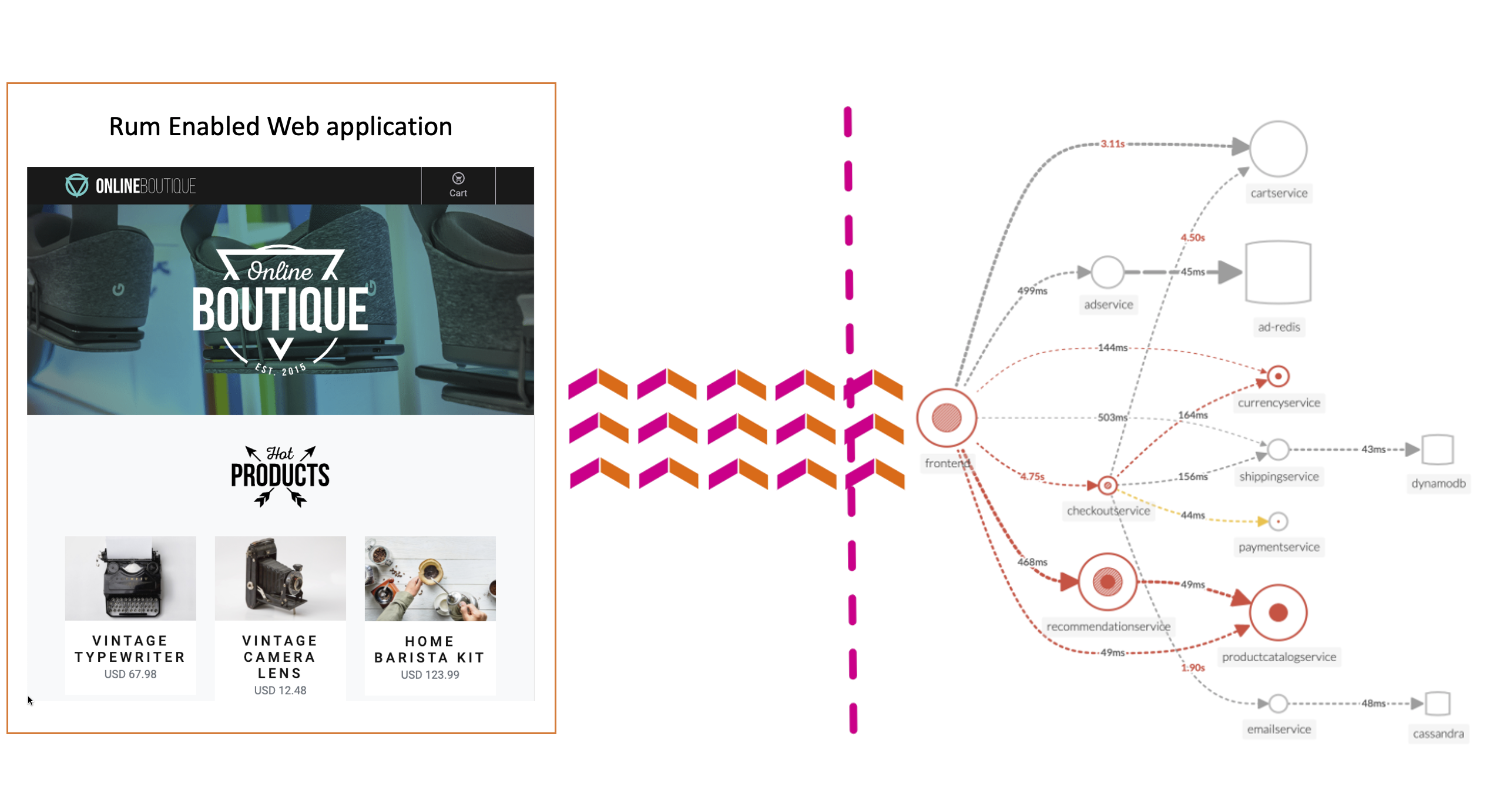 Rum Enabled Web application
ONLINEBOUTIQUE
Cart
Online
BOUTIQUE
EST. 2015
Hot
PRODUCTS
VINTAGE
TYPEWRITER
USD 67.98
VINTAGE
CAMERA
LENS
USD 12.48
HOME
BARISTA KIT
USD 123.99
3.11s
cartservice
4.50s
499ms
adservice
45ms
ad-redis
144ms
currencyservice
164ms
503ms
frontend
shippingservice
43ms
dynamodb
4.75s
checkoutservice
156ms
44ms
paymentservice
468ms
recommendationservice
49ms
49ms
productcatalogservice
1.90s
emailservice
48ms
cassandra